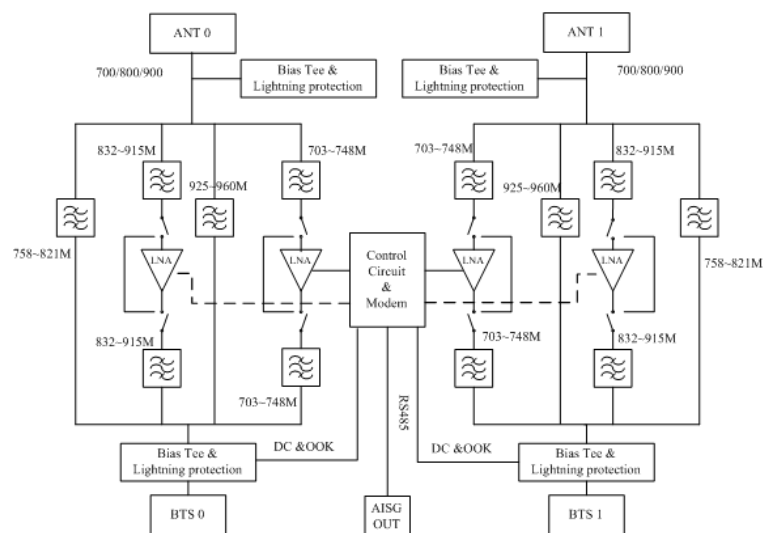 ANT 0
ANT 1
700/800/900
Bias Tee &
Lightning protection
Bias Tee &
Lightning protection
700/800/900
832~915M
703~748M
703~748M
832~915M
925~960M
925~960M
758~821M
LNA
LNA
Control
Circuit
&
Modem
LNA
LNA
758~821M
832~915M
703~748M
703~748M
832~915M
RS485
DC &OOK
DC &OOK
Bias Tee &
Lightning protection
Bias Tee &
Lightning protection
BTS 0
AISG
OUT
BTS 1